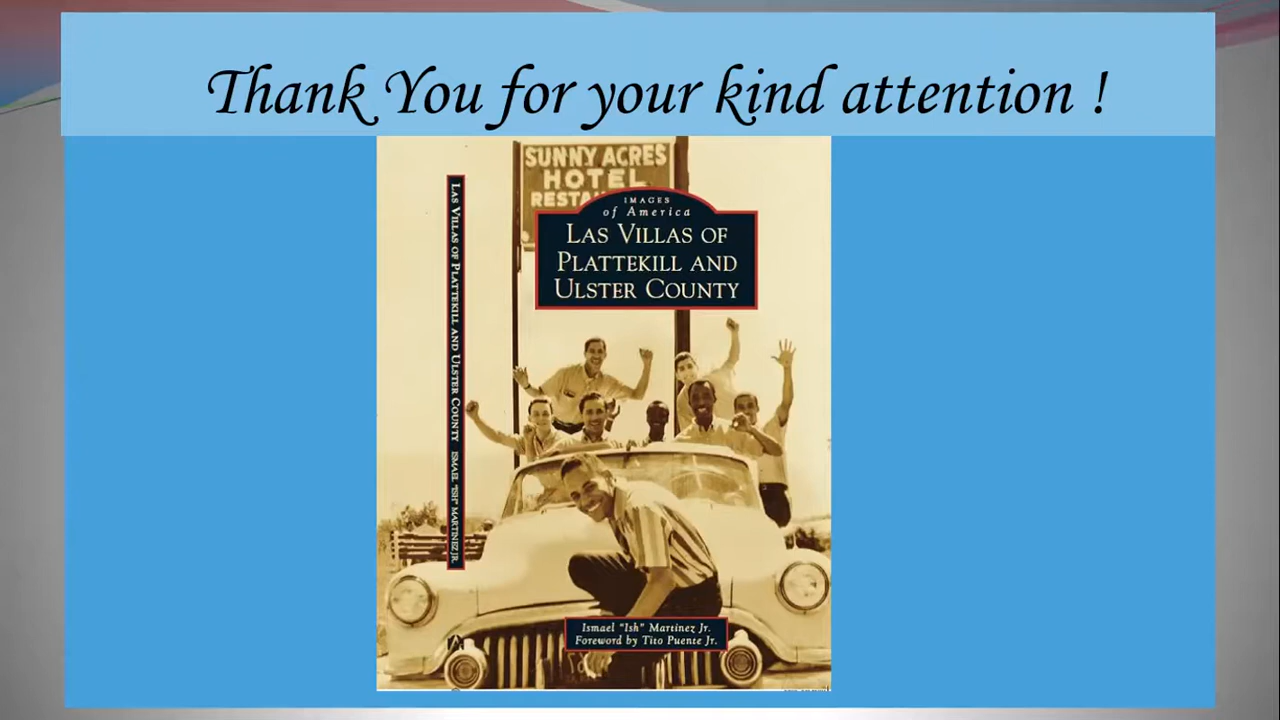 Thank You for your kind attention !
SUNNY ACRES
HOTEL
IMAGES
of America
LAS VILLAS OF
PLATTEKILL AND
ULSTER COUNTY
LAS VILLAS OF PLATTEKILL AND ULSTER COUNTY ISMAEL "ISH" MARTINEZ JR.
Ismael "Ish" Martinez Jr.
Foreword by Tito Puente Jr.